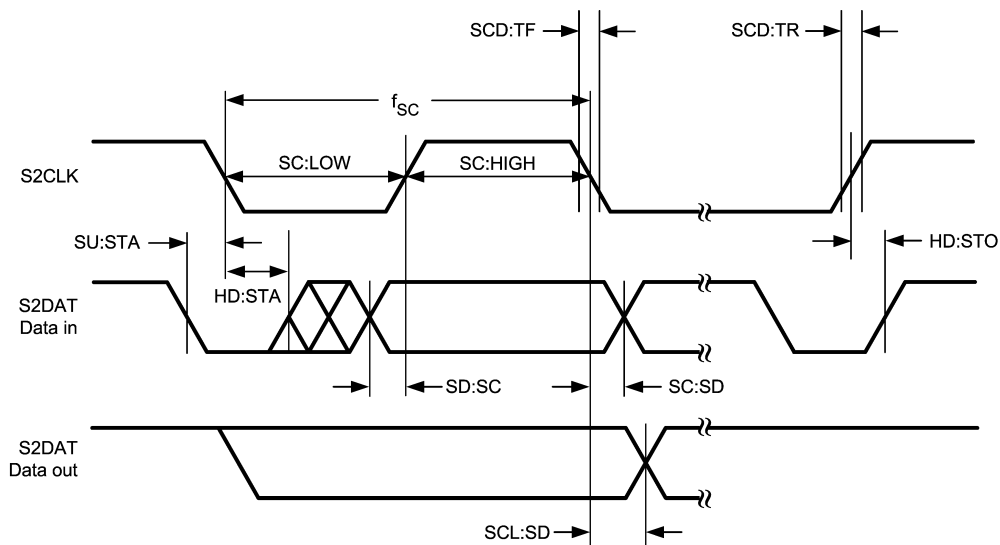 SCD:TF
SCD:TR
fSC
SC:LOW
SC:HIGH
S2CLK
SU:STA
HD:STO
HD:STA
S2DAT
Data in
SD:SC
SC:SD
S2DAT
Data out
SCL:SD